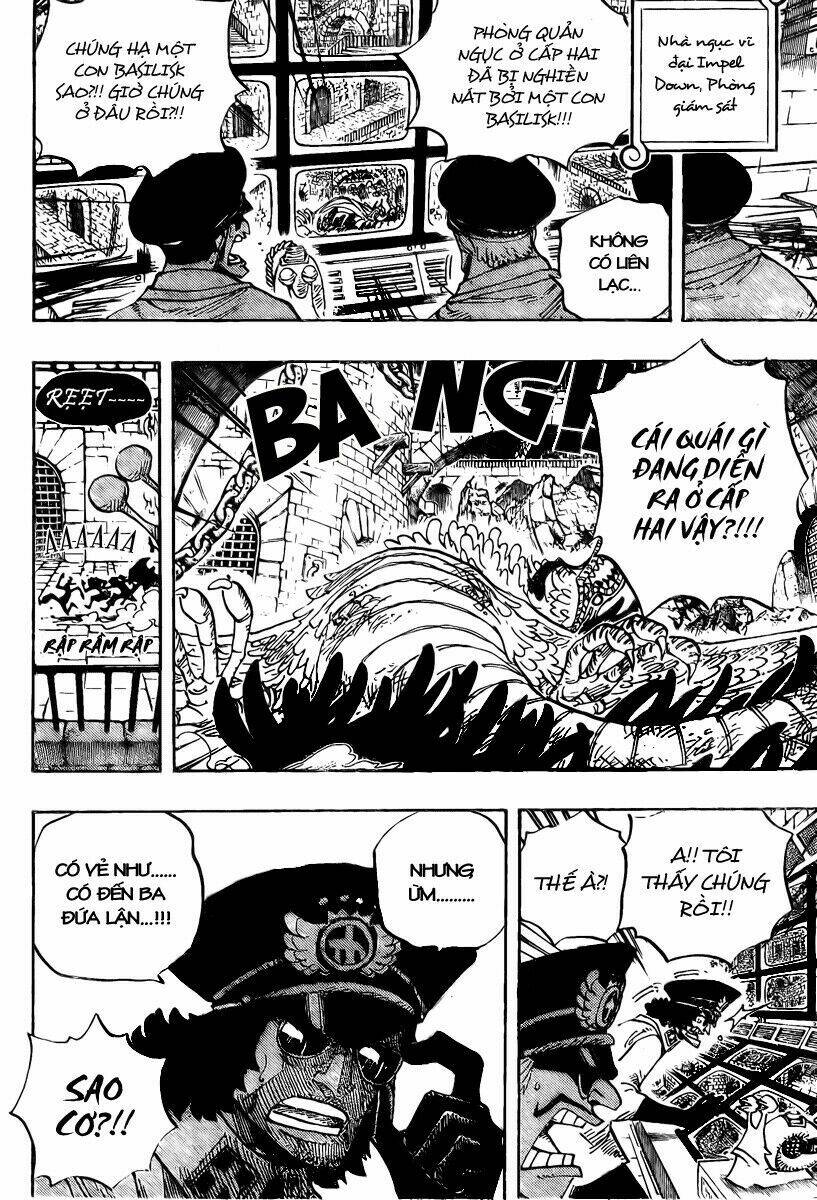 Nhà ngục vĩ
đại Impel
Down, Phòng
giám sát
PHÒNG QUẢN
NGỤC Ở CẤP HAI
ĐÃ BỊ NGHIỀN
NÁT BỞI MỘT CON
BASILISK!!!
KHÔNG
CÓ LIÊN
LẠC...
CHÚNG HẠ MỘT
CON BASILISK
SAO?!! GIỜ CHÚNG
Ở ĐÂU RỒI?!!
CÁI QUÁI GÌ
ĐANG DIỄN
RA Ở CẤP
HAI VẬY?!!!
BA NG!!
RẸẸT~~~~
AAAAAA
RẬP RẦM RẬP
A!! TÔI
THẤY CHÚNG
RỒI!!
THẾ À?!
NHƯNG,
ỪM.........
CÓ VẺ NHƯ......
CÓ ĐẾN BA
ĐỨA LẬN...!!!
SAO
CƠ?!!